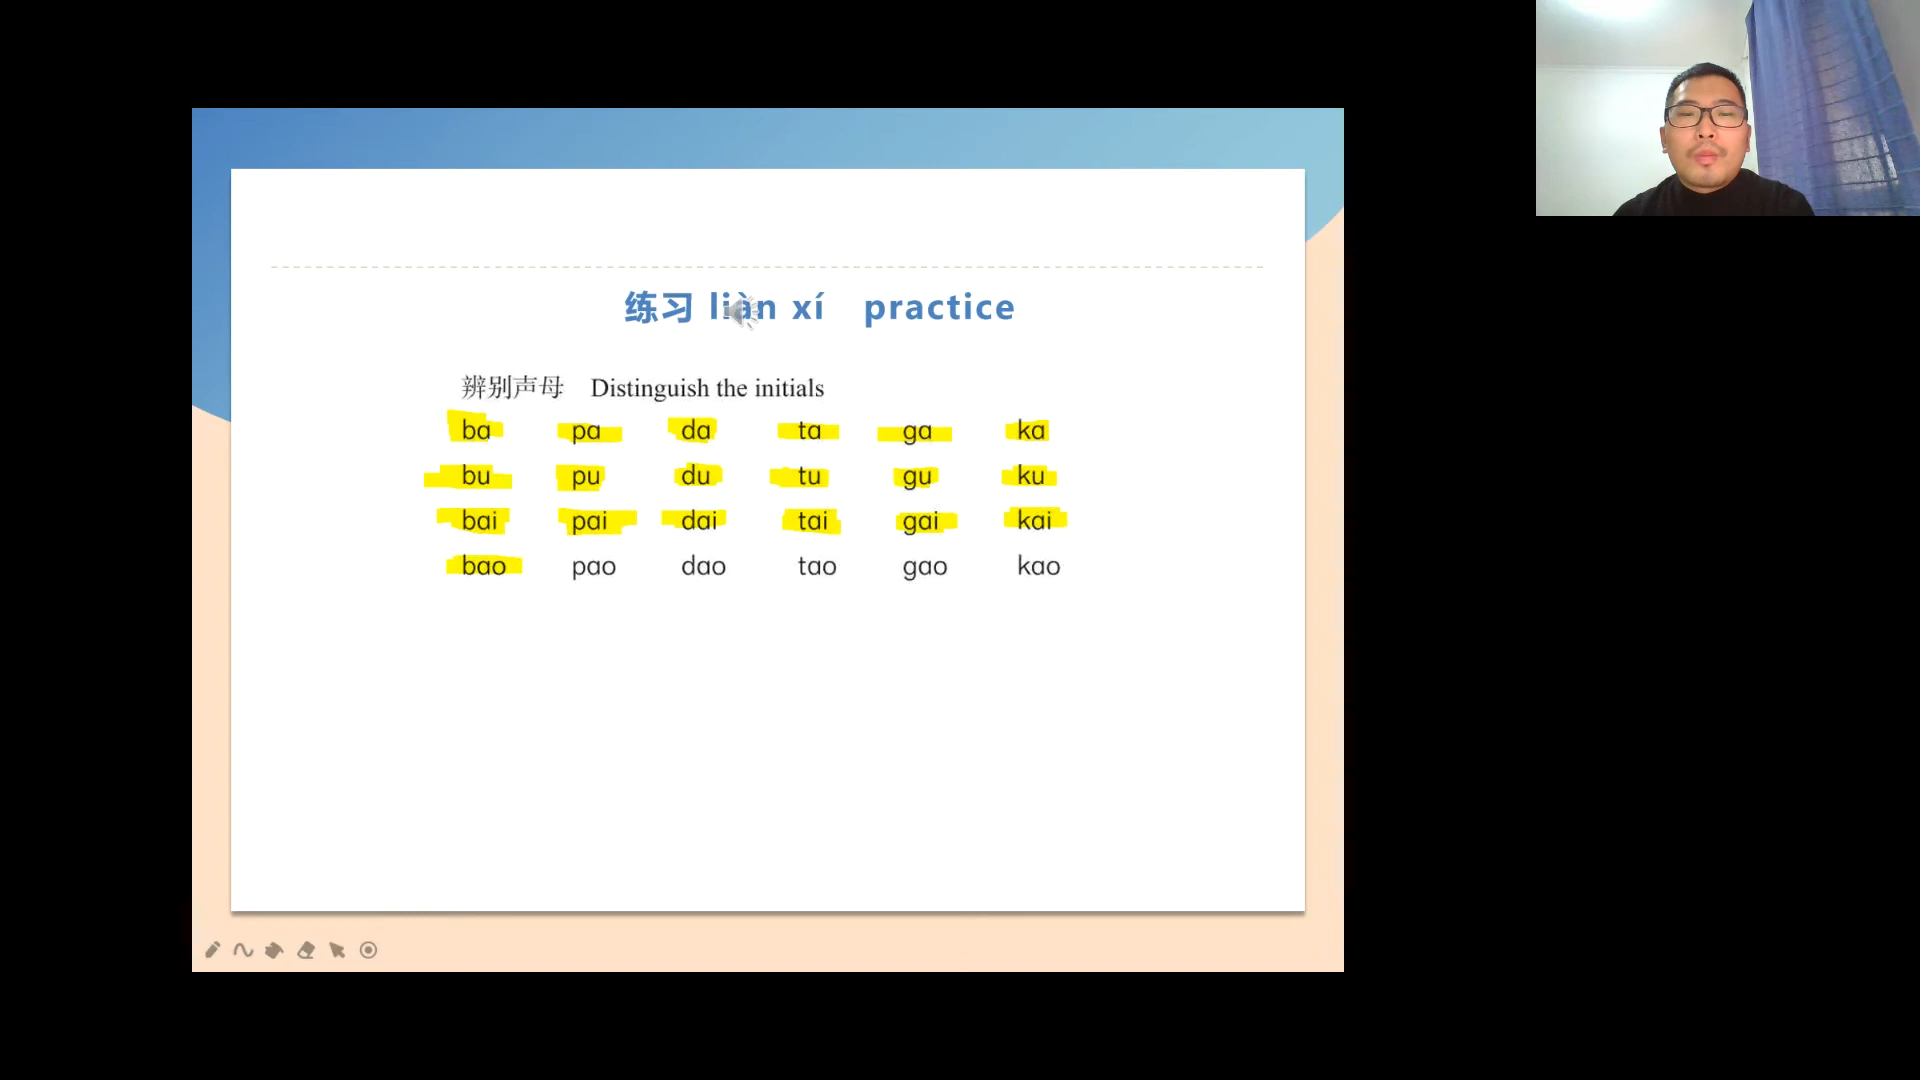 练习 liàn xí practice
辨别声母 Distinguish the initials
ba pa da ta ga ka
bu pu du tu gu ku
bai pai dai tai gai kai
bao pao dao tao gao kao